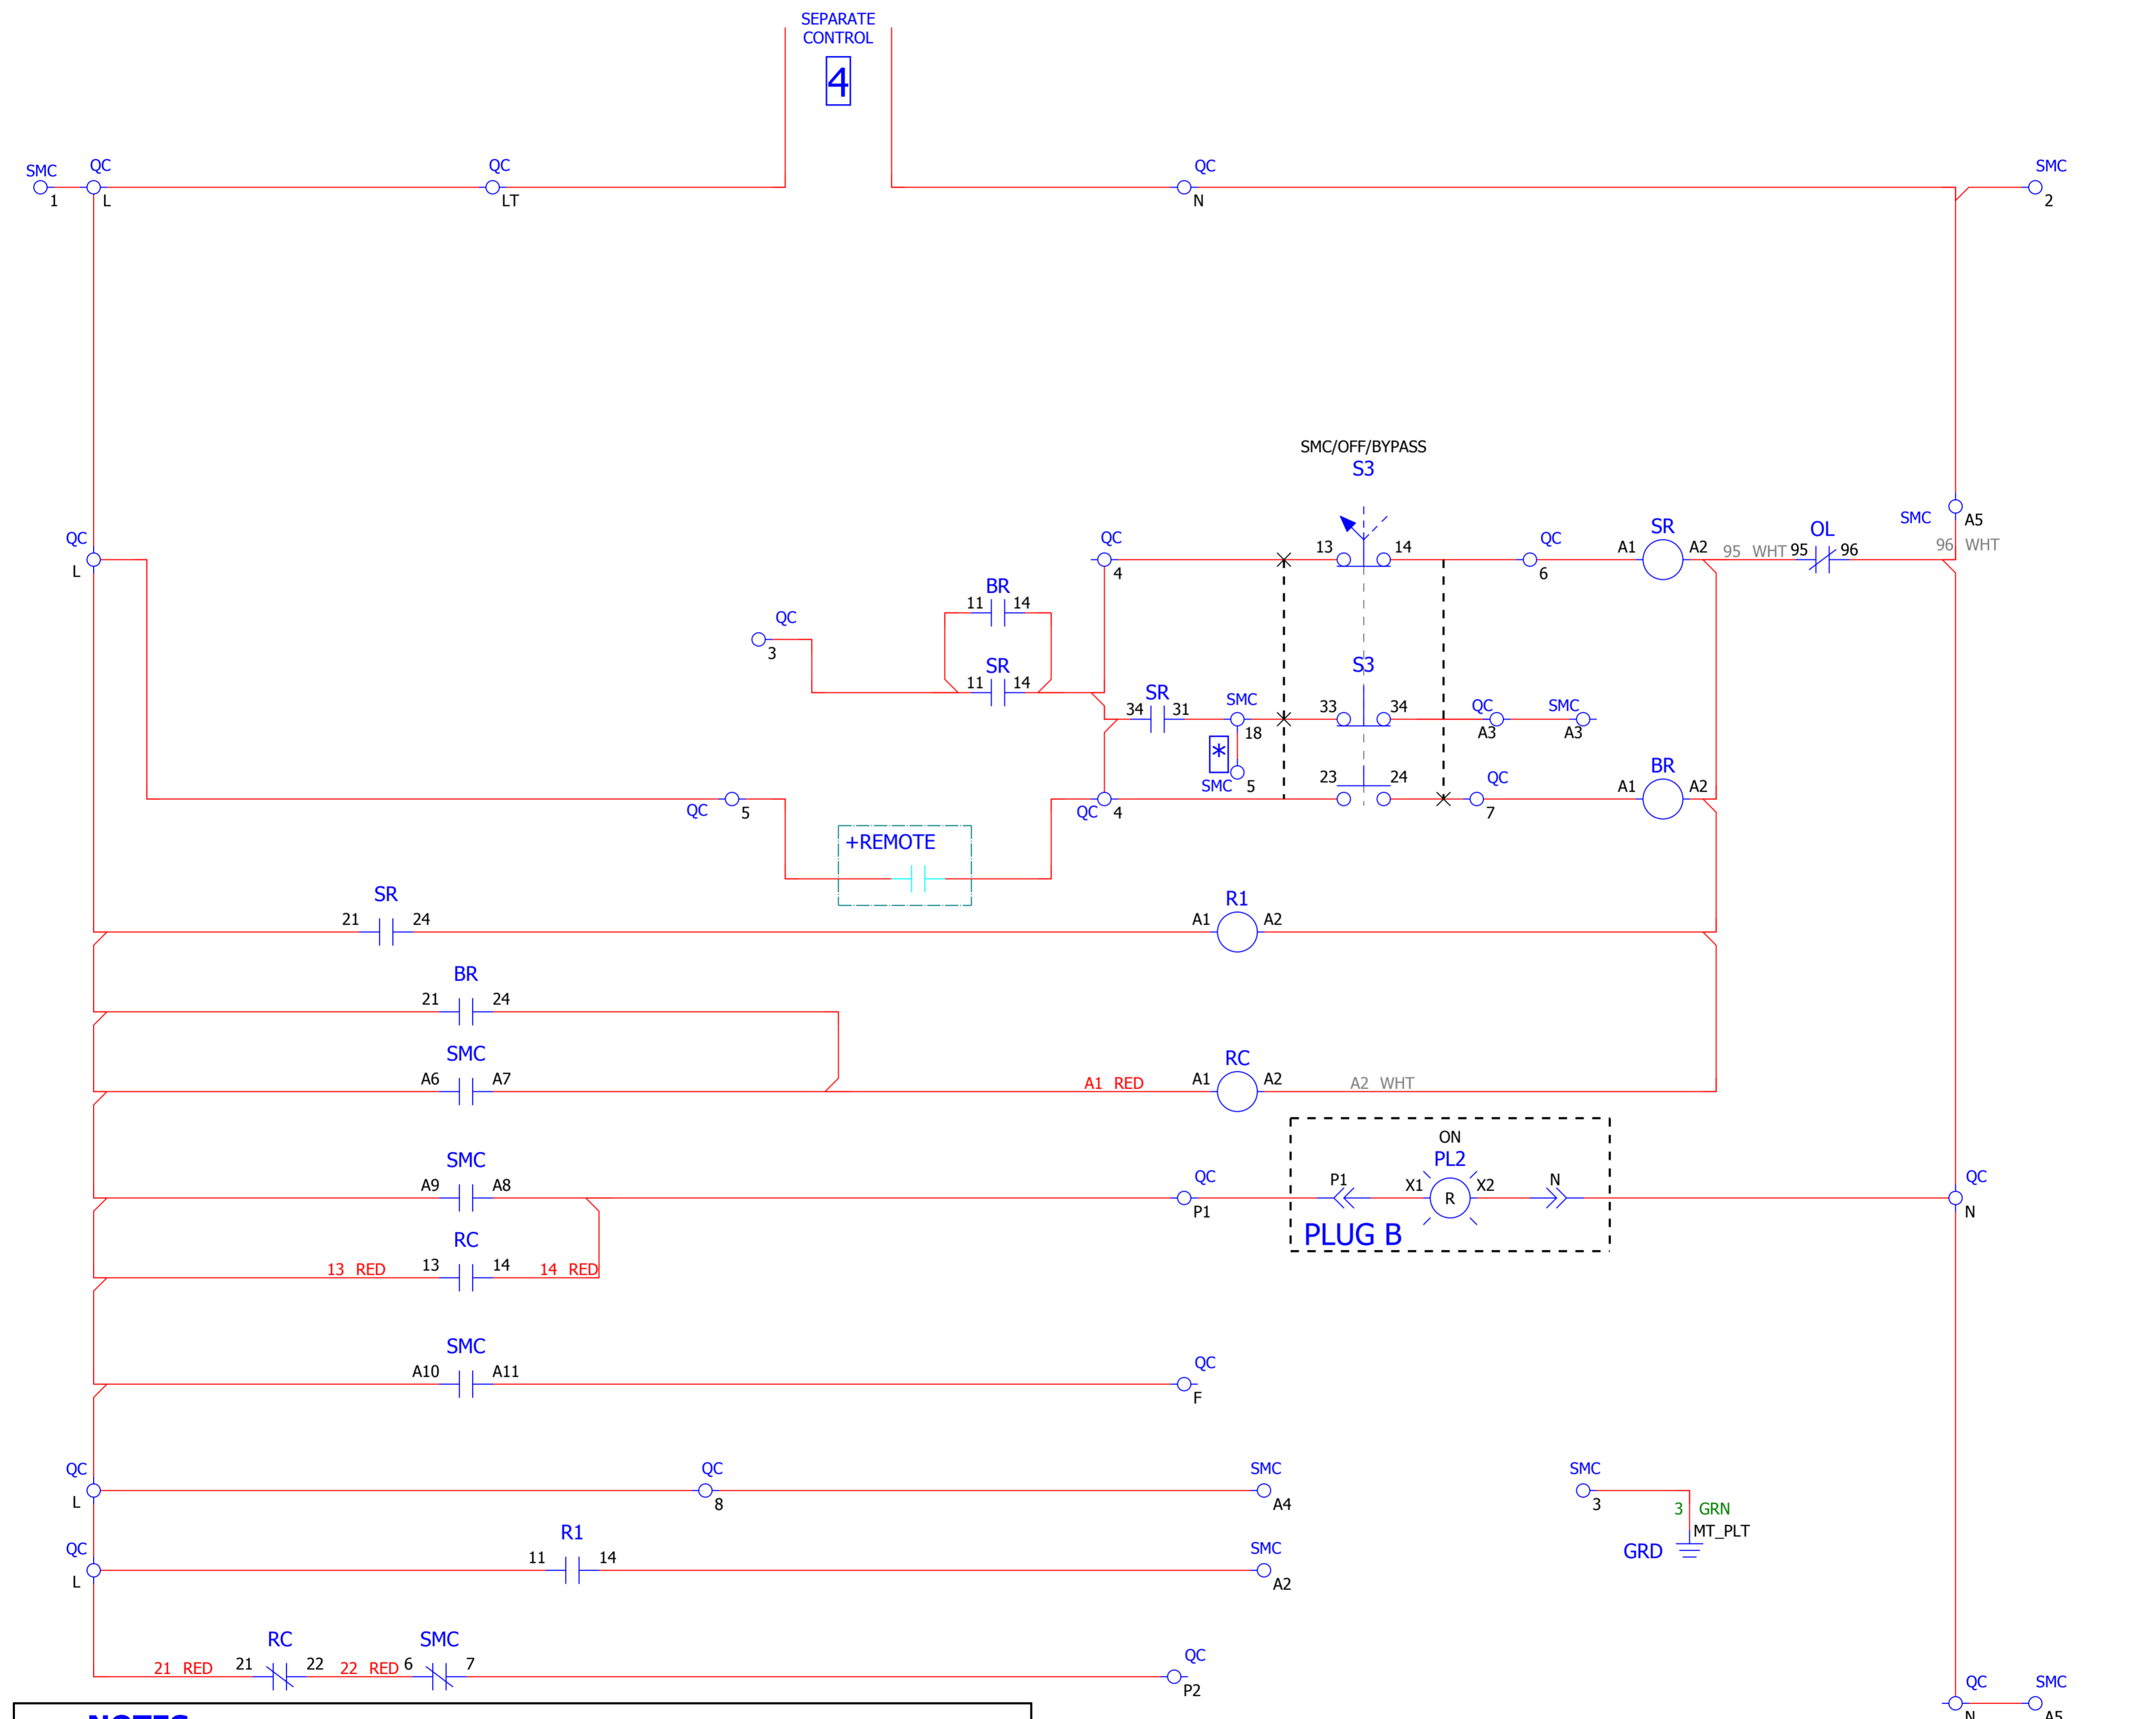 SEPARATE
CONTROL
4
SMC
1
QC
L
QC
LT
QC
N
SMC
2
SMC/OFF/BYPASS
S3
QC
L
QC
4
13 14
QC
6
SR
A1 A2
95 WHT
OL
95 96
SMC
A5
96 WHT
BR
11 14
QC
3
SR
11 14
SR
34 31
SMC
18
*
SMC 5
S3
33 34
QC
A3
SMC
A3
QC
5
QC 4
23 24
QC
7
BR
A1 A2
+REMOTE
SR
21 24
R1
A1 A2
BR
21 24
SMC
A6 A7
A1 RED
RC
A1 A2
A2 WHT
SMC
A9 A8
QC
P1
ON
PL2
P1
X1 R X2
N
PLUG B
QC
N
RC
13 RED
13 14
14 RED
SMC
A10 A11
QC
F
QC
L
QC
8
SMC
A4
SMC
3
3 GRN
MT_PLT
GRD
QC
L
R1
11 14
SMC
A2
RC
21 RED
21 22
22 RED
SMC
6 7
QC
P2
QC
N
SMC
A5
NOTES